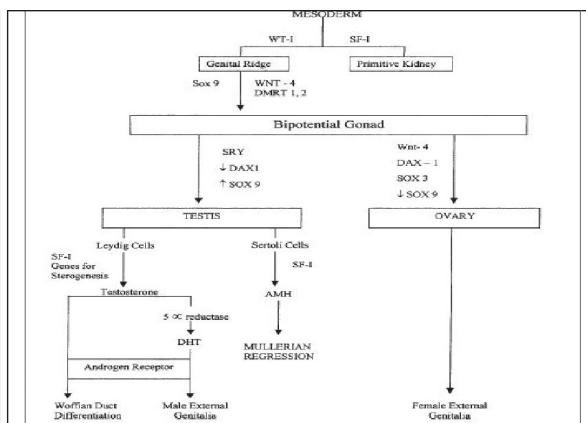 MESODERM
WT-I SF-I
Genital Ridge Primitive Kidney
Sox 9 WNT - 4
DMRT 1, 2
Bipotential Gonad
SRY
↓ DAX1
↑ SOX 9
Wnt- 4
DAX – 1
SOX 3
↓ SOX 9
TESTIS OVARY
Leydig Cells Sertoli Cells
SF-I
Genes for
Sterogenesis
SF-I
Testosterone AMH
5 ∝ reductase
DHT
MULLERIAN
REGRESSION
Androgen Receptor
Woffian Duct
Differentiation
Male External
Genitalia
Female External
Genitalia